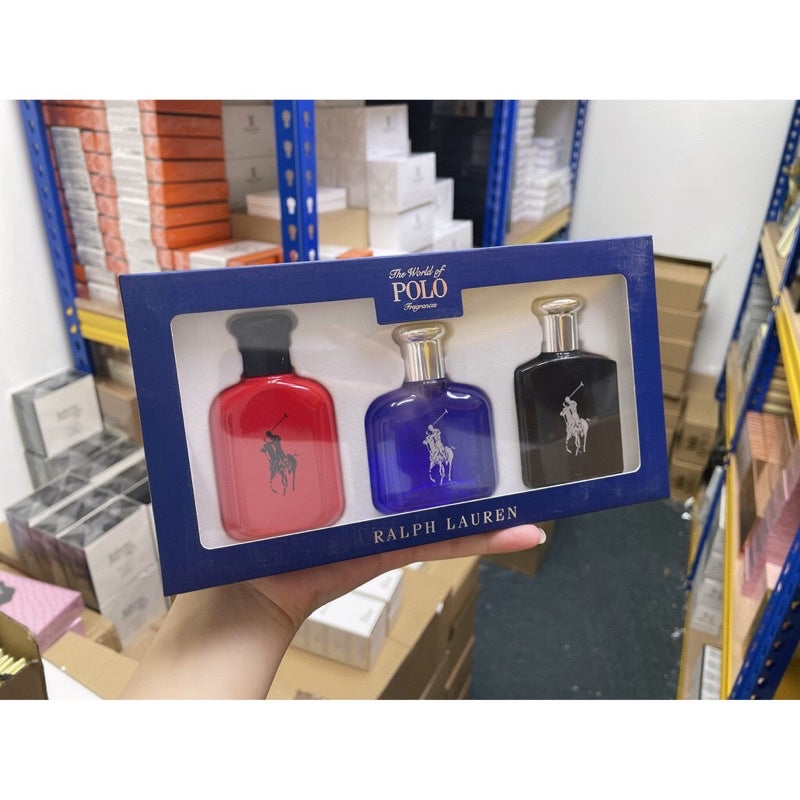 The World of
POLO
Fragrances
RALPH LAUREN